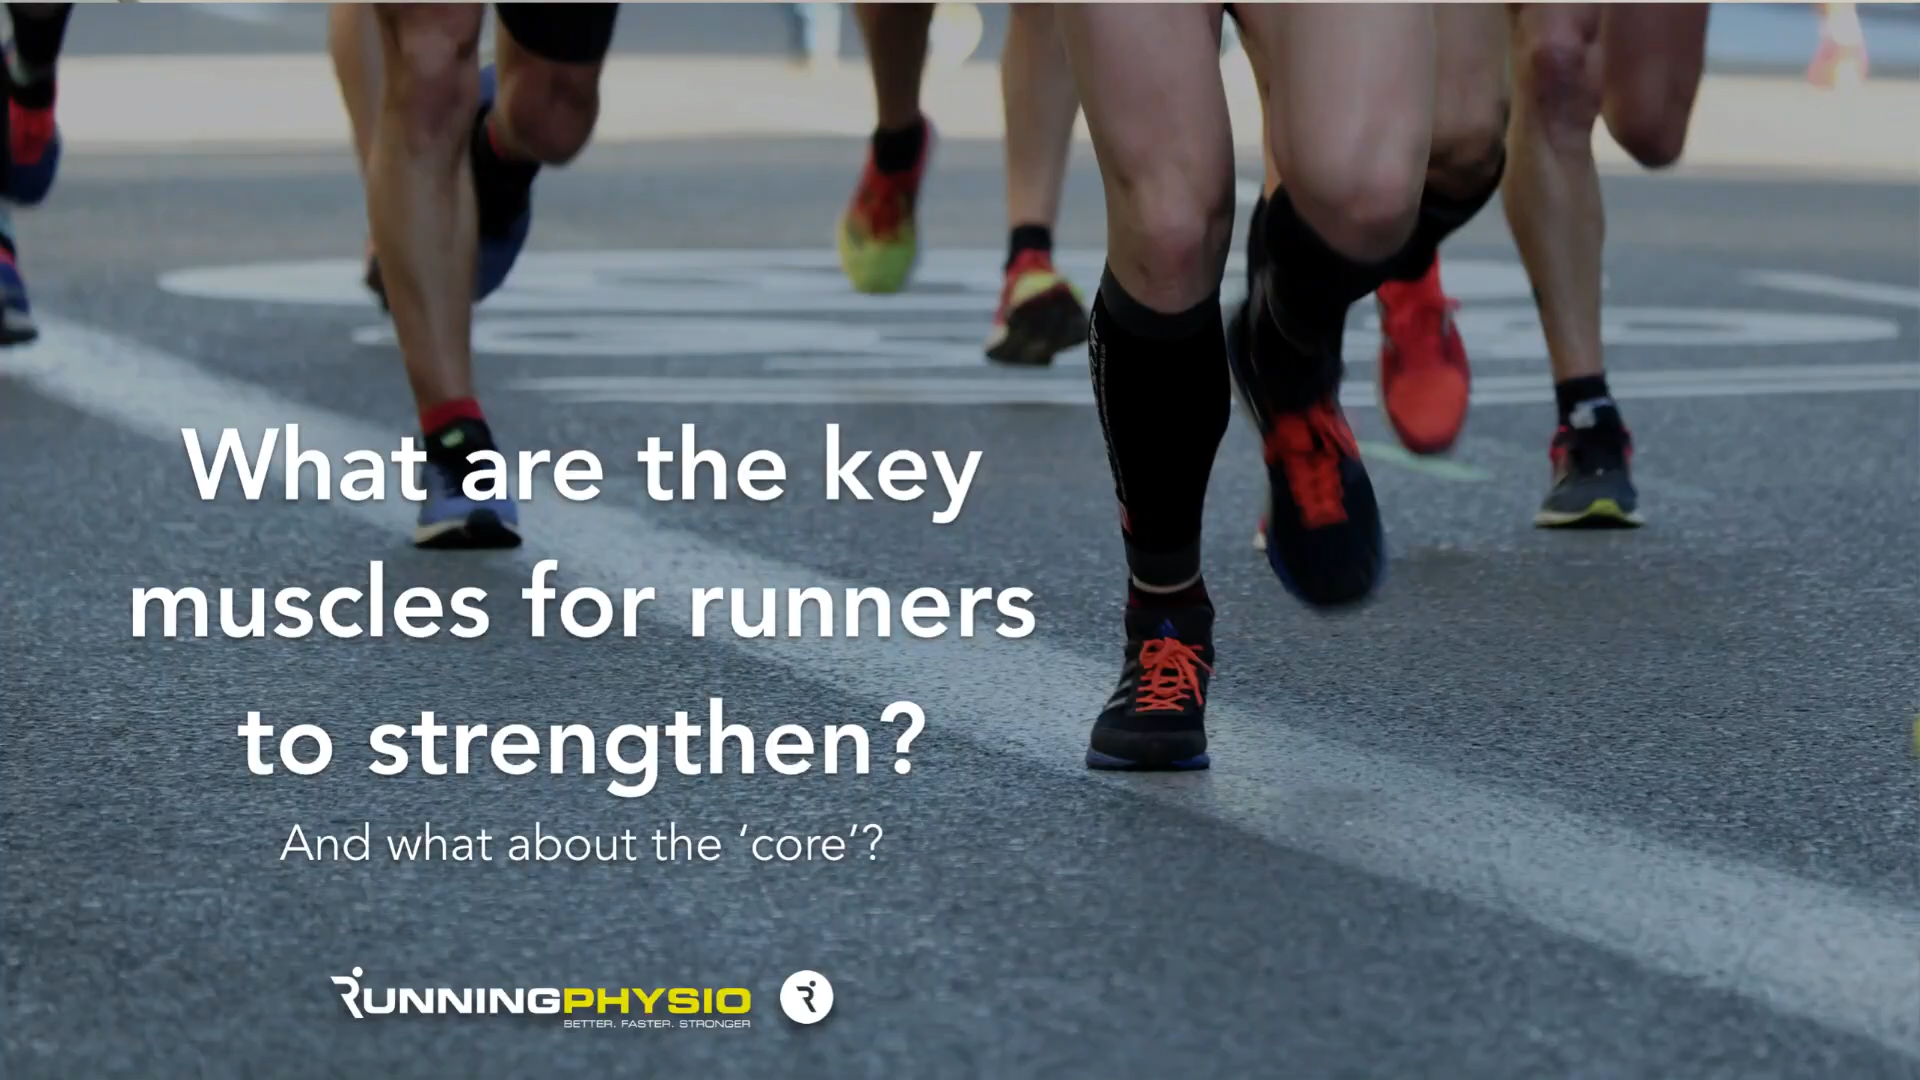 What are the key
muscles for runners
to strengthen?
And what about the ‘core’?
RUNNINGPHYSIO
BETTER. FASTER. STRONGER